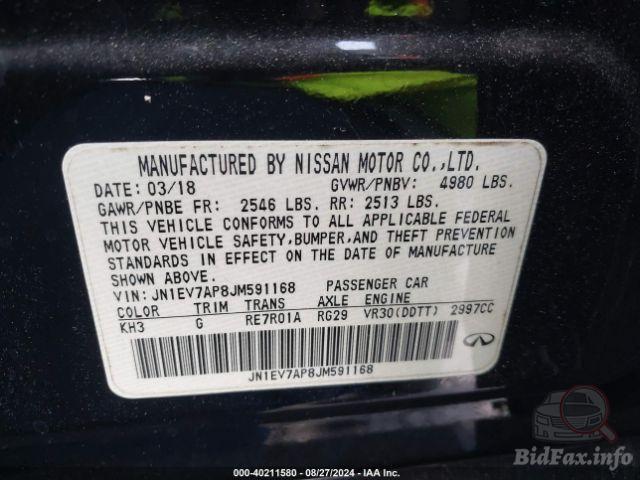 MANUFACTURED BY NISSAN MOTOR CO.,LTD.
DATE: 03/18 GVWR/PNBV: 4980 LBS.
GAWR/PNBE FR: 2546 LBS. RR: 2513 LBS.
THIS VEHICLE CONFORMS TO ALL APPLICABLE FEDERAL
MOTOR VEHICLE SAFETY,BUMPER,AND THEFT PREVENTION
STANDARDS IN EFFECT ON THE DATE OF MANUFACTURE
SHOWN ABOVE.
VIN: JN1EV7AP8JM591168 PASSENGER CAR
COLOR TRIM TRANS AXLE ENGINE
KH3 G RE7R01A RG29 VR30(DDTT) 2997CC
JN1EV7AP8JM591168
BidFax.info
000-40211580 - 08/27/2024 - IAA Inc.